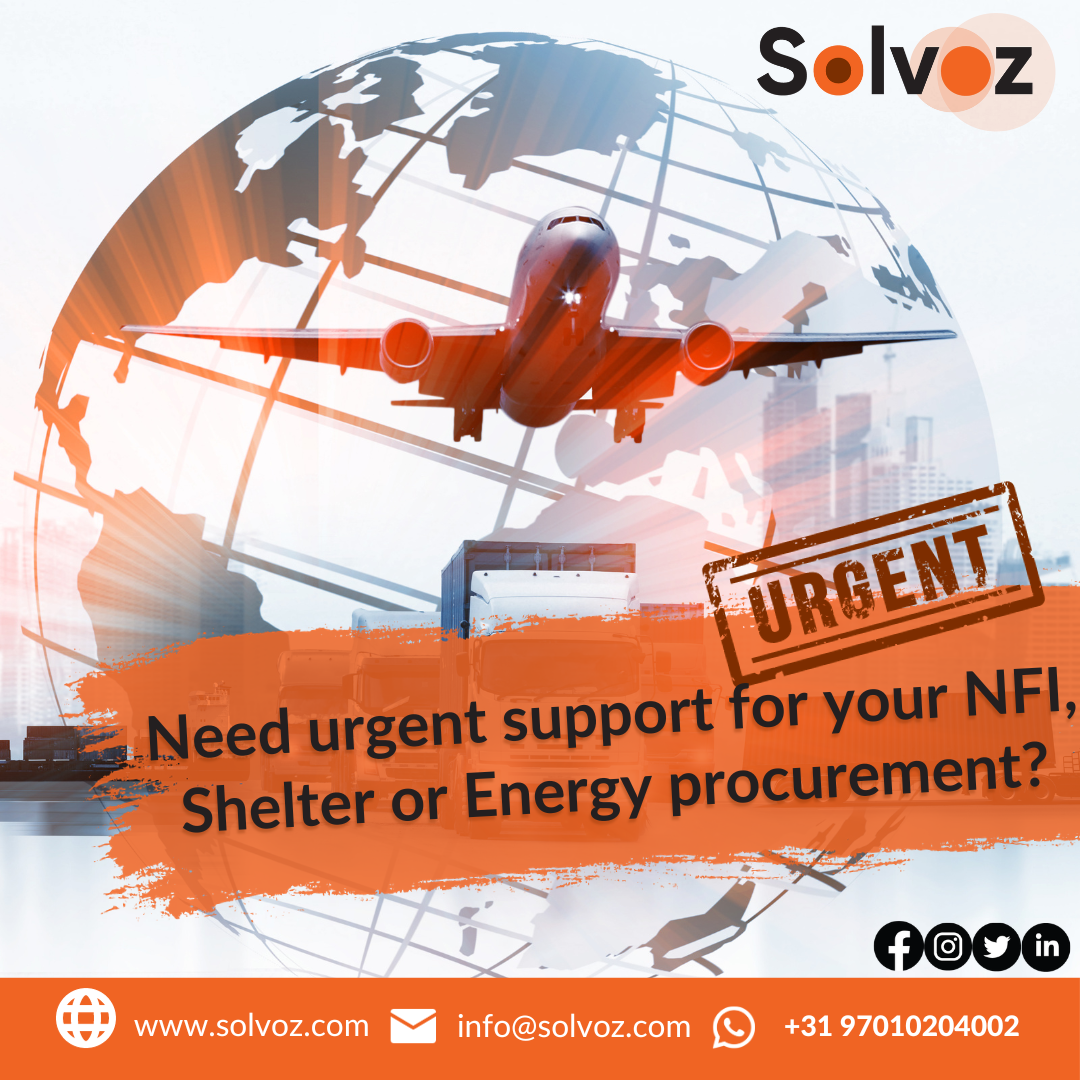 Solvoz
URGENT
Need urgent support for your NFI,
Shelter or Energy procurement?
www.solvoz.com
info@solvoz.com
+31 97010204002